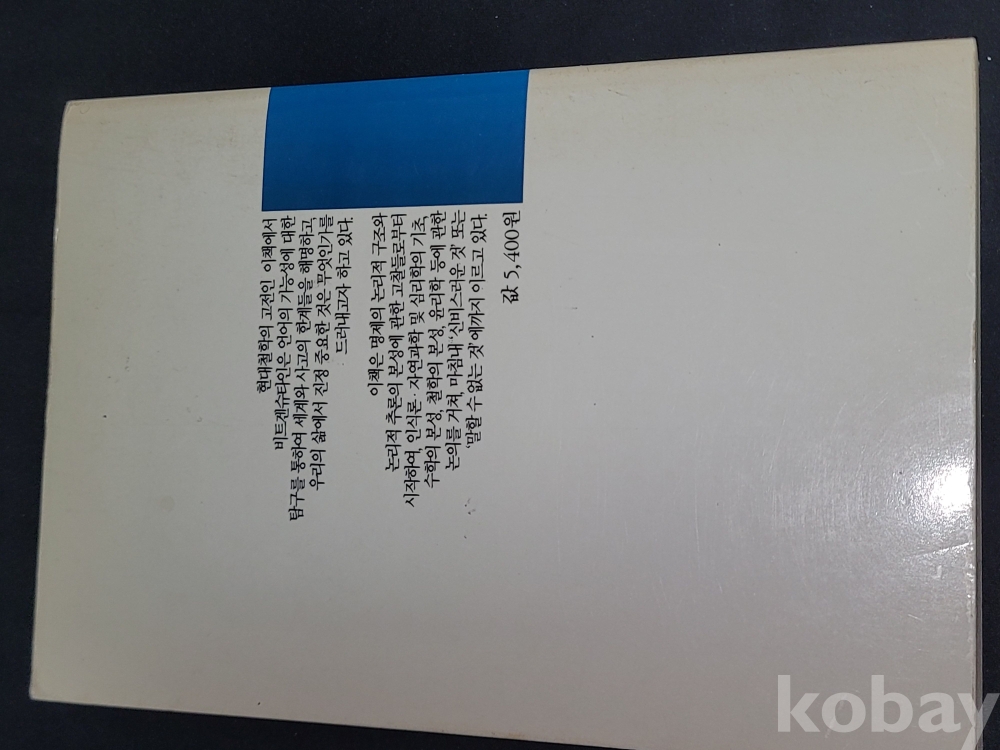 현대철학의 고전인 이책에서
비트겐슈타인은 언어의 가능성에 대한
탐구를 통하여 세계와 사고의 한계들을 해명하고,
우리의 삶에서 진정 중요한 것은 무엇인가를
드러내고자 하고 있다.
이책은 명제의 논리적 구조와
논리적 추론의 본성에 관한 고찰들로부터
시작하여, 인식론·자연과학 및 심리학의 기초,
수학의 본성, 철학의 본성, 윤리학 등에 관한
논의를 거쳐, 마침내 '신비스러운 것' 또는
'말할 수 없는 것'에까지 이르고 있다.
값 5,400원
kobay